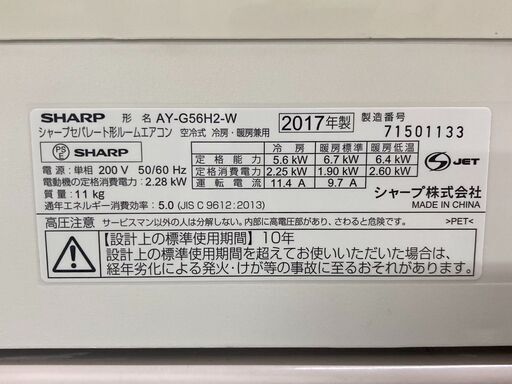 SHARP 形 名 AY-G56H2-W 2017年製 製造番号
シャープセパレート形ルームエアコン 空冷式 冷房・暖房兼用 71501133
PS E SHARP
冷 房 暖房標準 暖房低温
定 格 能 力 5.6 kW 6.7 kW 6.4 kW
定格消費電力 2.25 kW 1.90 kW 2.60 kW
運 転 電 流 11.4 A 9.7 A
S JET
電 源 : 単相 200 V 50/60 Hz
電動機の定格消費電力 : 2.28 kW
質 量 : 11 kg
通年エネルギー消費効率 : 5.0 (JIS C 9612:2013)
シャープ株式会社
MADE IN CHINA
高圧注意 サービスマン以外の人は分解しない。内部に高電圧部があり、さわると危険です。 >PET<
【設計上の標準使用期間】10年
設計上の標準使用期間を超えてお使いいただいた場合は、
経年劣化による発火・けが等の事故に至るおそれがあります。